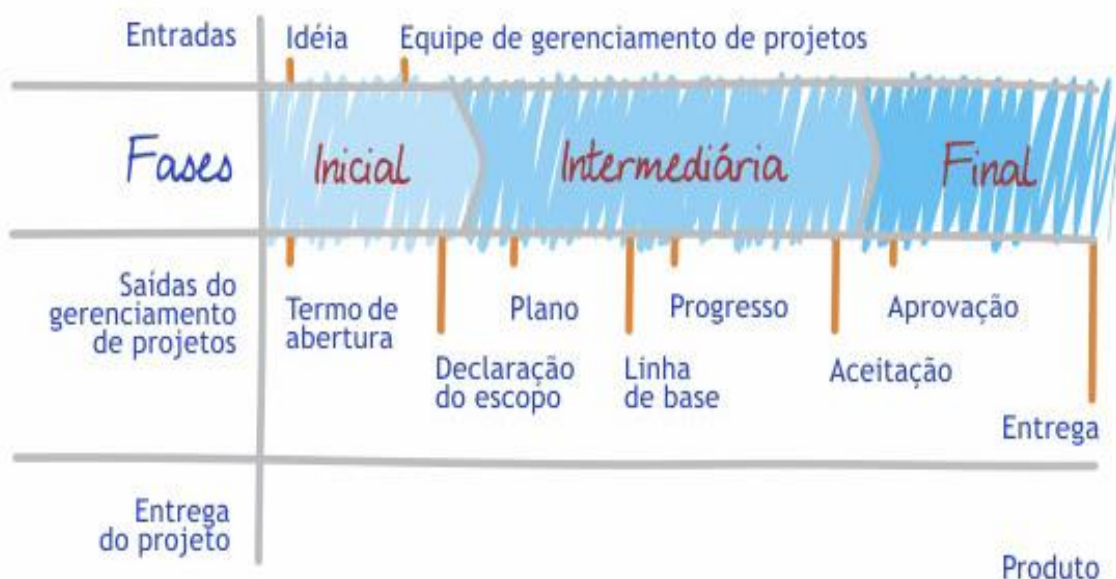 Entradas
Idéia
Equipe de gerenciamento de projetos
Fases
Inicial
Intermediária
Final
Saídas do
gerenciamento
de projetos
Termo de
abertura
Declaração
do escopo
Plano
Linha
de base
Progresso
Aceitação
Aprovação
Entrega
Entrega
do projeto
Produto